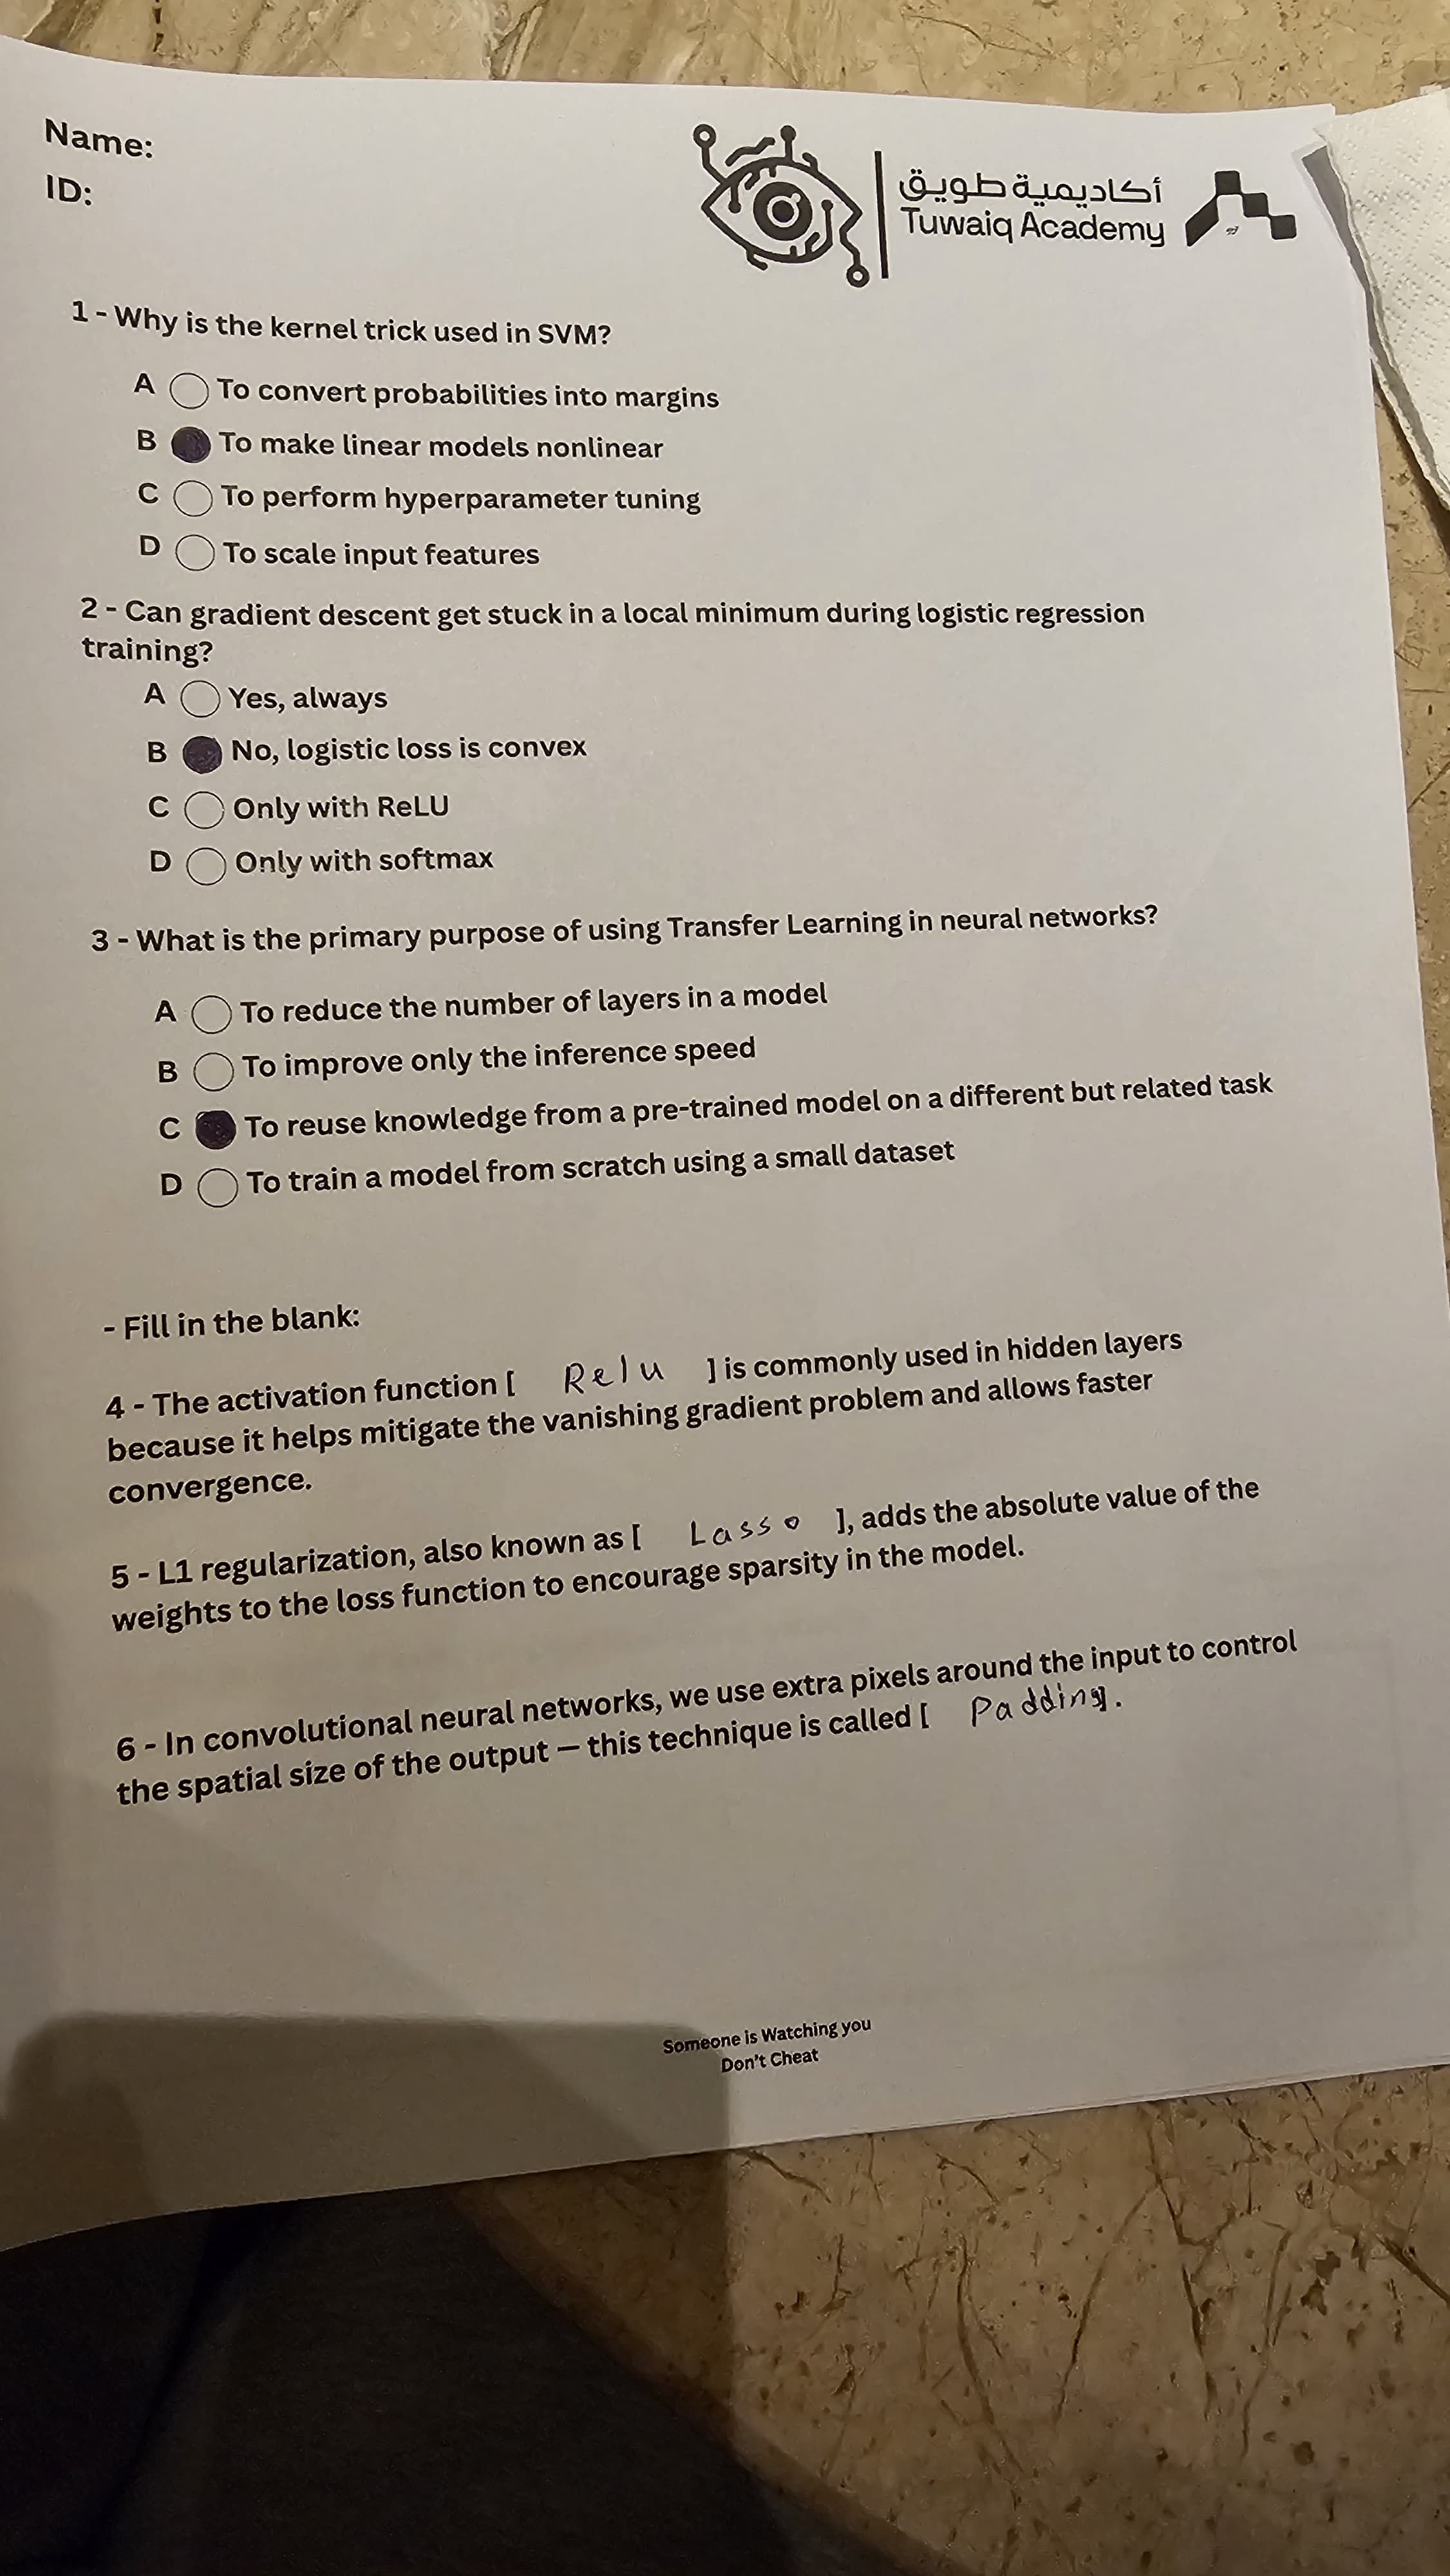 Name:
ID:
أكاديمية طويق
Tuwaiq Academy
1 - Why is the kernel trick used in SVM?
A To convert probabilities into margins
B To make linear models nonlinear
C To perform hyperparameter tuning
D To scale input features
2 - Can gradient descent get stuck in a local minimum during logistic regression
training?
A Yes, always
B No, logistic loss is convex
C Only with ReLU
D Only with softmax
3 - What is the primary purpose of using Transfer Learning in neural networks?
A To reduce the number of layers in a model
B To improve only the inference speed
C To reuse knowledge from a pre-trained model on a different but related task
D To train a model from scratch using a small dataset
- Fill in the blank:
4 - The activation function [ Relu ] is commonly used in hidden layers
because it helps mitigate the vanishing gradient problem and allows faster
convergence.
5 - L1 regularization, also known as [ Lasso ], adds the absolute value of the
weights to the loss function to encourage sparsity in the model.
6 - In convolutional neural networks, we use extra pixels around the input to control
the spatial size of the output — this technique is called [ Padding].
Someone is Watching you
Don't Cheat